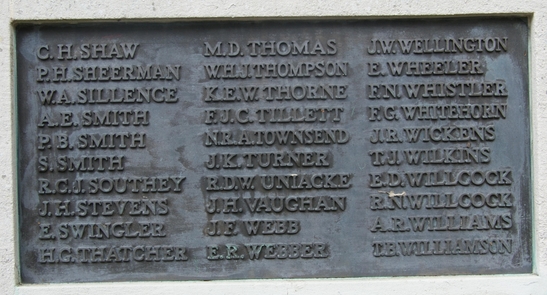 C.H. SHAW
P.H. SHEERMAN
W.A. SILLENCE
A.E. SMITH
P.B. SMITH
S. SMITH
R.C.J. SOUTHEY
J.H. STEVENS
E. SWINGLER
H.G. THATCHER
M.D. THOMAS
W.H.J. THOMPSON
K.E.W. THORNE
F.J.C. TILLETT
N.R.A. TOWNSEND
J.K. TURNER
R.D.W. UNIACKE
J.H. VAUGHAN
J.F. WEBB
E.R. WEBBER
J.W. WELLINGTON
E. WHEELER
F.N. WHISTLER
F.G. WHITEHORN
J.R. WICKENS
T.J. WILKINS
E.D. WILLCOCK
R.N. WILLCOCK
A.R. WILLIAMS
T.B. WILLIAMSON